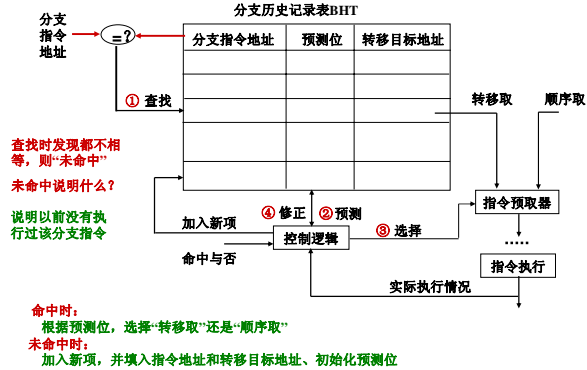 分支历史记录表BHT
分支
指令
地址
=?
分支指令地址
预测位
转移目标地址
① 查找
转移取
顺序取
查找时发现都不相
等，则“未命中”
未命中说明什么？
说明以前没有执
行过该分支指令
加入新项
④ 修正
② 预测
③ 选择
指令预取器
控制逻辑
命中与否
······
指令执行
实际执行情况
命中时：
根据预测位，选择“转移取”还是“顺序取”
未命中时：
加入新项，并填入指令地址和转移目标地址、初始化预测位